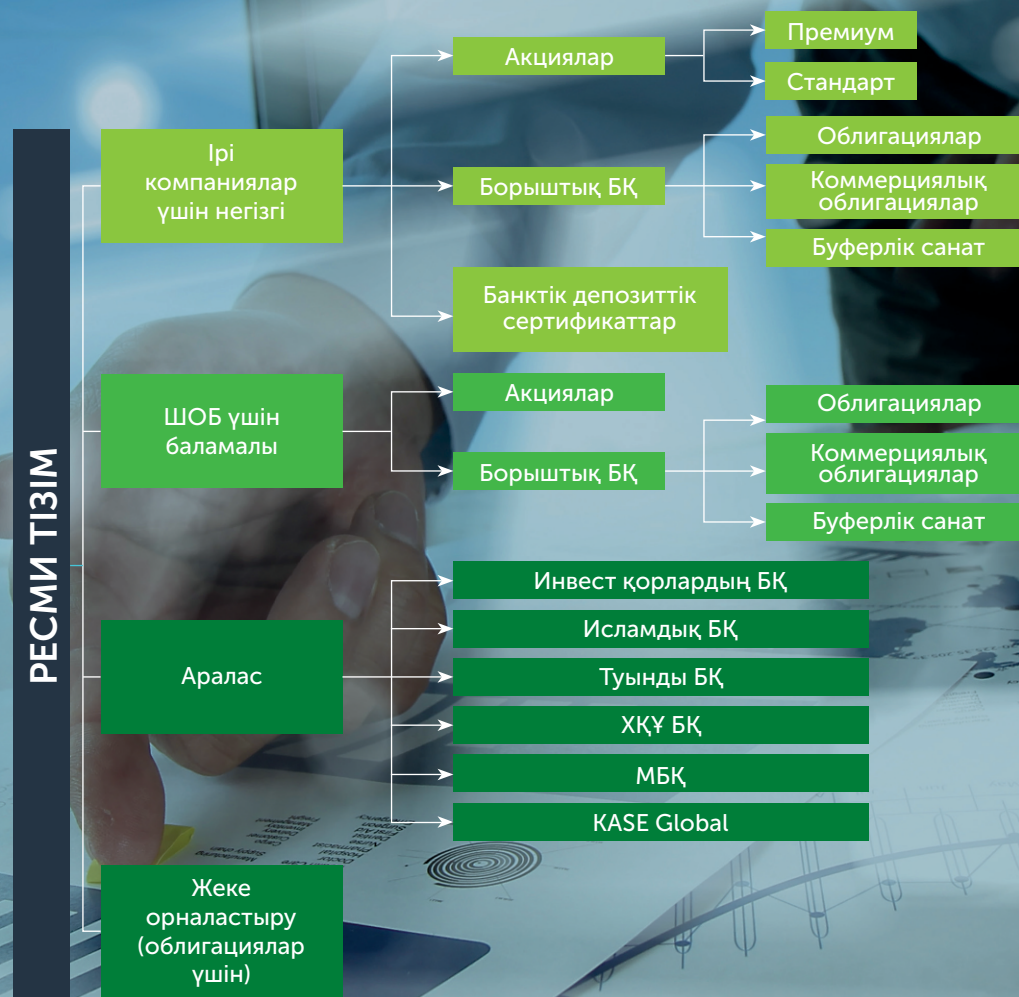 РЕСМИ ТІЗІМ
Ірі
компаниялар
үшін негізгі
Акциялар
Премиум
Стандарт
Борыштық БҚ
Облигациялар
Коммерциялық
облигациялар
Буферлік санат
Банктік депозиттік
сертификаттар
ШОБ үшін
баламалы
Акциялар
Борыштық БҚ
Облигациялар
Коммерциялық
облигациялар
Буферлік санат
Аралас
Инвест қорлардың БҚ
Исламдық БҚ
Туынды БҚ
ХҚҰ БҚ
МБҚ
KASE Global
Жеке
орналастыру
(облигациялар
үшін)